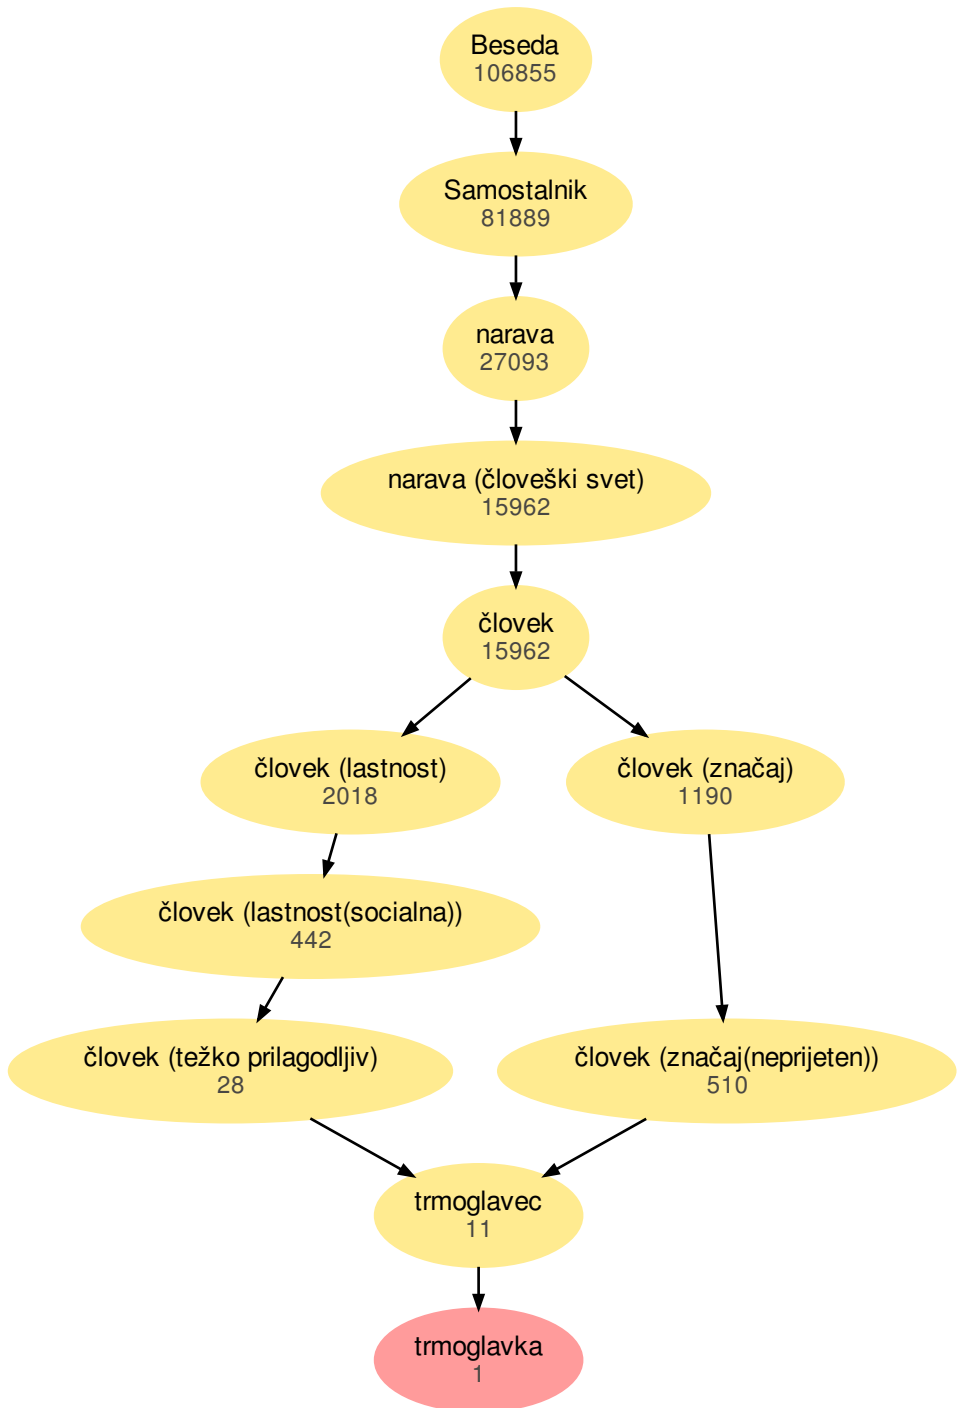 Beseda
106855
Samostalnik
81889
narava
27093
narava (človeški svet)
15962
človek
15962
človek (lastnost)
2018
človek (značaj)
1190
človek (lastnost(socialna))
442
človek (težko prilagodljiv)
28
človek (značaj(neprijeten))
510
trmoglavec
11
trmoglavka
1